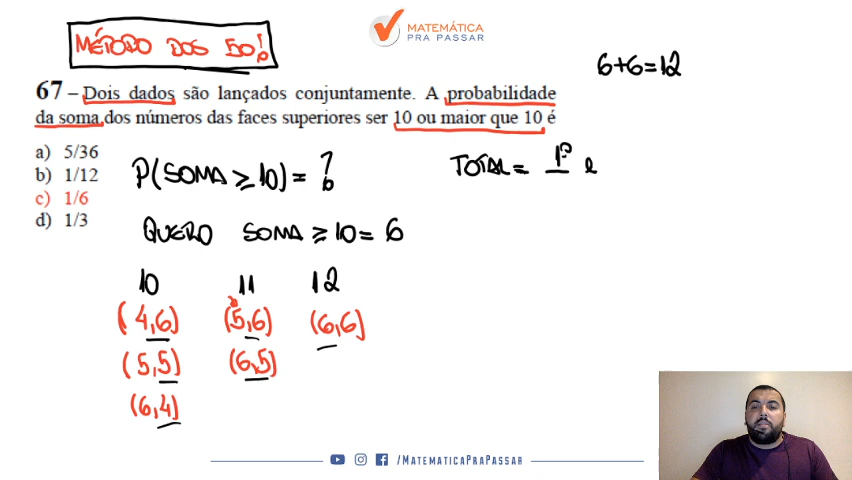 MÉTODO DOS 50!
MATEMÁTICA
PRA PASSAR
6+6=12
67 – Dois dados são lançados conjuntamente. A probabilidade
da soma dos números das faces superiores ser 10 ou maior que 10 é
a) 5/36
b) 1/12
c) 1/6
d) 1/3
P(SOMA ≥ 10) = ?
TOTAL = 1º e
QUERO SOMA ≥ 10 = 6
10 11 12
(4,6) (5,6) (6,6)
(5,5) (6,5)
(6,4)
/MATEMATICAPRAPASSAR